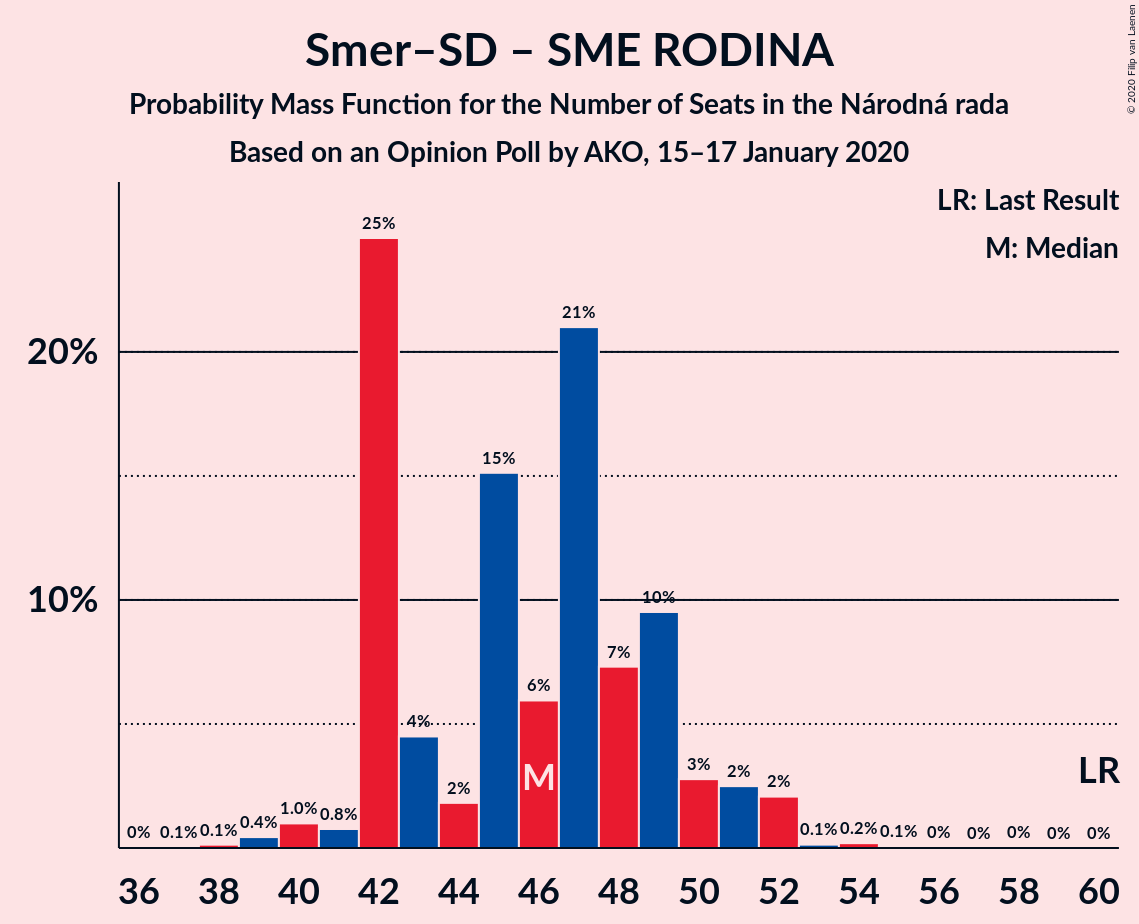 Smer–SD – SME RODINA
Probability Mass Function for the Number of Seats in the Národná rada
Based on an Opinion Poll by AKO, 15–17 January 2020
© 2020 Filip van Laenen
LR: Last Result
M: Median
20%
10%
0% 0.1% 0.1% 0.4% 1.0% 0.8% 25% 4% 2% 15% 6% 21% 7% 10% 3% 2% 2% 0.1% 0.2% 0.1% 0% 0% 0% 0% 0%
M
LR
36 38 40 42 44 46 48 50 52 54 56 58 60